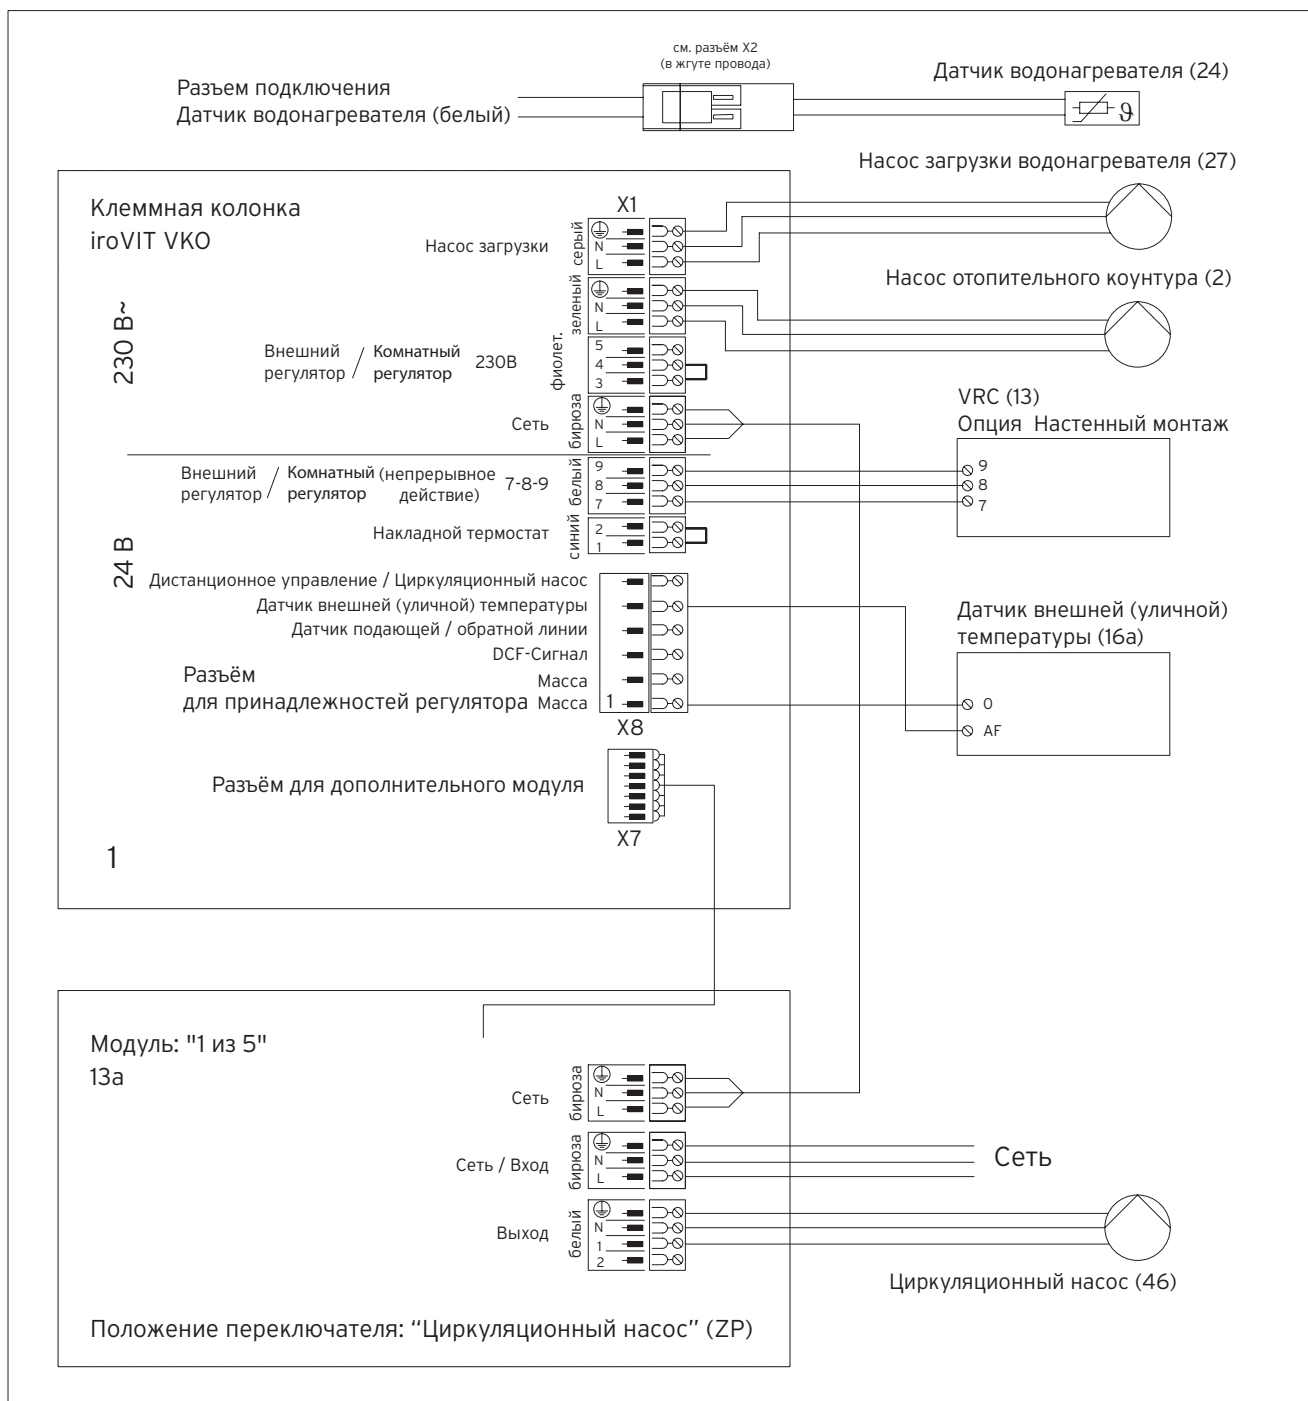 см. разъём X2
(в жгуте провода)
Датчик водонагревателя (24)
Разъем подключения
Датчик водонагревателя (белый)
ϑ
Насос загрузки водонагревателя (27)
Клеммная колонка
iroVIT VKO
X1
Насос загрузки
серый
N
L
Насос отопительного коунтура (2)
зеленый
N
L
230 В~
Внешний
регулятор
/
Комнатный
регулятор
230В
фиолет.
5
4
3
Сеть
бирюза
N
L
VRC (13)
Опция Настенный монтаж
9
8
7
Внешний
регулятор
/
Комнатный
регулятор
(непрерывное
действие)
7-8-9
белый
9
8
7
Накладной термостат
синий
2
1
24 В
Дистанционное управление / Циркуляционный насос
Датчик внешней (уличной) температуры
Датчик подающей / обратной линии
DCF-Сигнал
Масса
Разъём
для принадлежностей регулятора
Масса
1
X8
Датчик внешней (уличной)
температуры (16а)
0
AF
Разъём для дополнительного модуля
X7
1
Модуль: "1 из 5"
13а
Сеть
бирюза
N
L
Сеть / Вход
бирюза
N
L
Сеть
Выход
белый
N
1
2
Циркуляционный насос (46)
Положение переключателя: “Циркуляционный насос” (ZP)